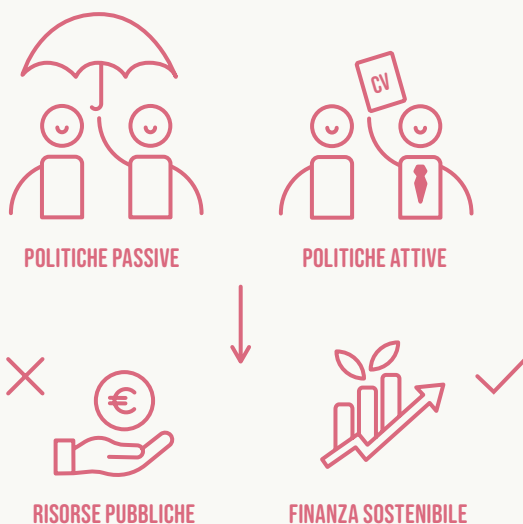 CV
POLITICHE PASSIVE
POLITICHE ATTIVE
€
RISORSE PUBBLICHE
FINANZA SOSTENIBILE